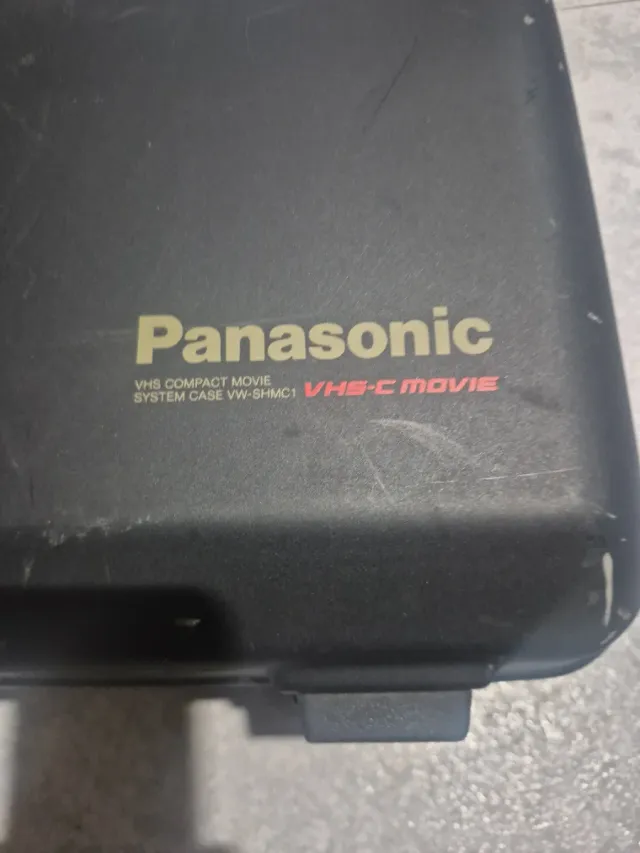 Panasonic
VHS COMPACT MOVIE
SYSTEM CASE VW-SHMC1 VHS-C MOVIE